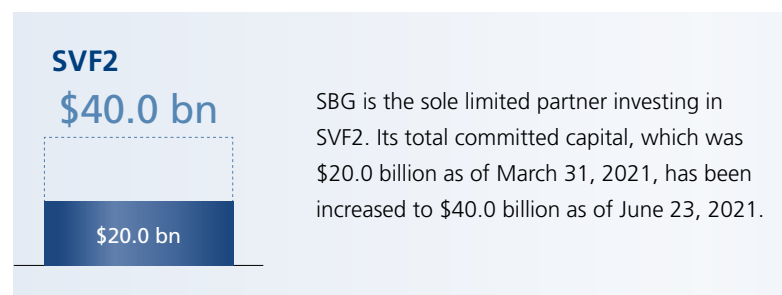 SVF2
$40.0 bn
$20.0 bn
SBG is the sole limited partner investing in
SVF2. Its total committed capital, which was
$20.0 billion as of March 31, 2021, has been
increased to $40.0 billion as of June 23, 2021.